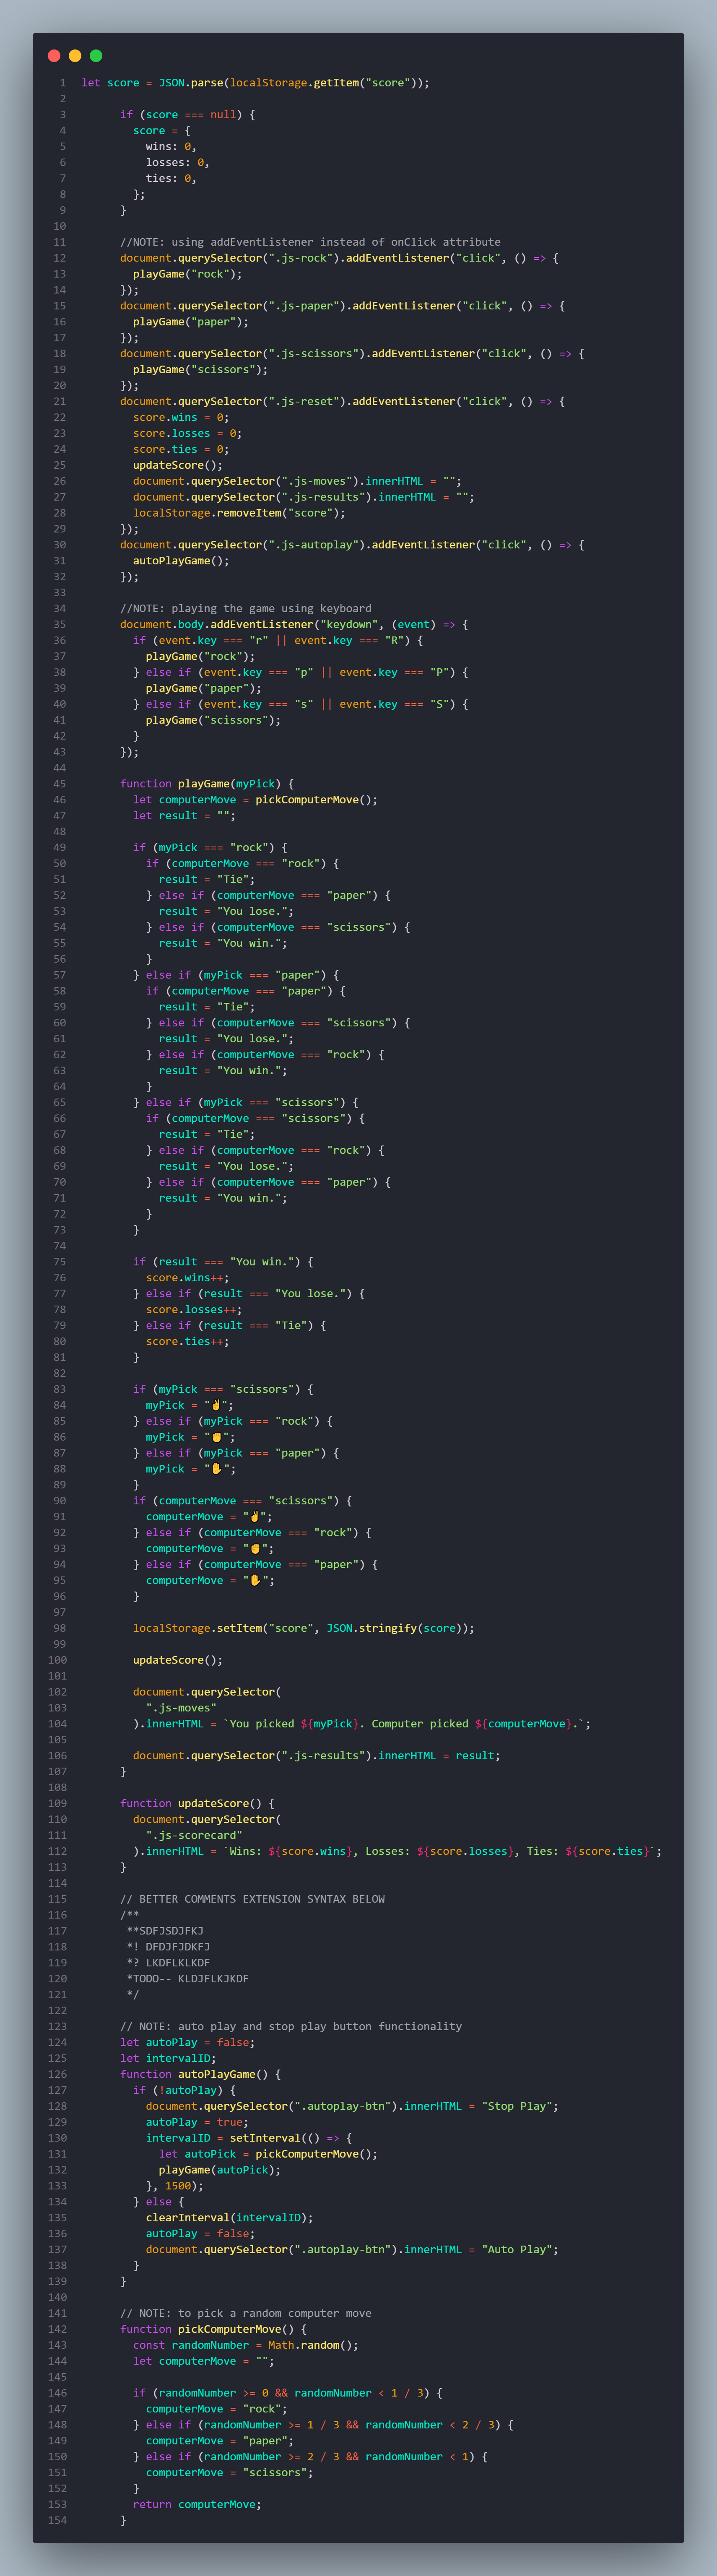 1 let score = JSON.parse(localStorage.getItem("score"));
2
3       if (score === null) {
4         score = {
5           wins: 0,
6           losses: 0,
7           ties: 0,
8         };
9       }
10
11       //NOTE: using addEventListener instead of onClick attribute
12       document.querySelector(".js-rock").addEventListener("click", () => {
13         playGame("rock");
14       });
15       document.querySelector(".js-paper").addEventListener("click", () => {
16         playGame("paper");
17       });
18       document.querySelector(".js-scissors").addEventListener("click", () => {
19         playGame("scissors");
20       });
21       document.querySelector(".js-reset").addEventListener("click", () => {
22         score.wins = 0;
23         score.losses = 0;
24         score.ties = 0;
25         updateScore();
26         document.querySelector(".js-moves").innerHTML = "";
27         document.querySelector(".js-results").innerHTML = "";
28         localStorage.removeItem("score");
29       });
30       document.querySelector(".js-autoplay").addEventListener("click", () => {
31         autoPlayGame();
32       });
33
34       //NOTE: playing the game using keyboard
35       document.body.addEventListener("keydown", (event) => {
36         if (event.key === "r" || event.key === "R") {
37           playGame("rock");
38         } else if (event.key === "p" || event.key === "P") {
39           playGame("paper");
40         } else if (event.key === "s" || event.key === "S") {
41           playGame("scissors");
42         }
43       });
44
45       function playGame(myPick) {
46         let computerMove = pickComputerMove();
47         let result = "";
48
49         if (myPick === "rock") {
50           if (computerMove === "rock") {
51             result = "Tie";
52           } else if (computerMove === "paper") {
53             result = "You lose.";
54           } else if (computerMove === "scissors") {
55             result = "You win.";
56           }
57         } else if (myPick === "paper") {
58           if (computerMove === "paper") {
59             result = "Tie";
60           } else if (computerMove === "scissors") {
61             result = "You lose.";
62           } else if (computerMove === "rock") {
63             result = "You win.";
64           }
65         } else if (myPick === "scissors") {
66           if (computerMove === "scissors") {
67             result = "Tie";
68           } else if (computerMove === "rock") {
69             result = "You lose.";
70           } else if (computerMove === "paper") {
71             result = "You win.";
72           }
73         }
74
75         if (result === "You win.") {
76           score.wins++;
77         } else if (result === "You lose.") {
78           score.losses++;
79         } else if (result === "Tie") {
80           score.ties++;
81         }
82
83         if (myPick === "scissors") {
84           myPick = "✌";
85         } else if (myPick === "rock") {
86           myPick = "✊";
87         } else if (myPick === "paper") {
88           myPick = "✋";
89         }
90         if (computerMove === "scissors") {
91           computerMove = "✌";
92         } else if (computerMove === "rock") {
93           computerMove = "✊";
94         } else if (computerMove === "paper") {
95           computerMove = "✋";
96         }
97
98         localStorage.setItem("score", JSON.stringify(score));
99
100         updateScore();
101
102         document.querySelector(
103           ".js-moves"
104         ).innerHTML = `You picked ${myPick}. Computer picked ${computerMove}.`;
105
106         document.querySelector(".js-results").innerHTML = result;
107       }
108
109       function updateScore() {
110         document.querySelector(
111           ".js-scorecard"
112         ).innerHTML = `Wins: ${score.wins}, Losses: ${score.losses}, Ties: ${score.ties}`;
113       }
114
115       // BETTER COMMENTS EXTENSION SYNTAX BELOW
116       /**
117        **SDFJSDJFKJ
118        *! DFDJFJDKFJ
119        *? LKDFLKLKDF
120        *TODO-- KLDJFLKJKDF
121        */
122
123       // NOTE: auto play and stop play button functionality
124       let autoPlay = false;
125       let intervalID;
126       function autoPlayGame() {
127         if (!autoPlay) {
128           document.querySelector(".autoplay-btn").innerHTML = "Stop Play";
129           autoPlay = true;
130           intervalID = setInterval(() => {
131             let autoPick = pickComputerMove();
132             playGame(autoPick);
133           }, 1500);
134         } else {
135           clearInterval(intervalID);
136           autoPlay = false;
137           document.querySelector(".autoplay-btn").innerHTML = "Auto Play";
138         }
139       }
140
141       // NOTE: to pick a random computer move
142       function pickComputerMove() {
143         const randomNumber = Math.random();
144         let computerMove = "";
145
146         if (randomNumber >= 0 && randomNumber < 1 / 3) {
147           computerMove = "rock";
148         } else if (randomNumber >= 1 / 3 && randomNumber < 2 / 3) {
149           computerMove = "paper";
150         } else if (randomNumber >= 2 / 3 && randomNumber < 1) {
151           computerMove = "scissors";
152         }
153         return computerMove;
154       }